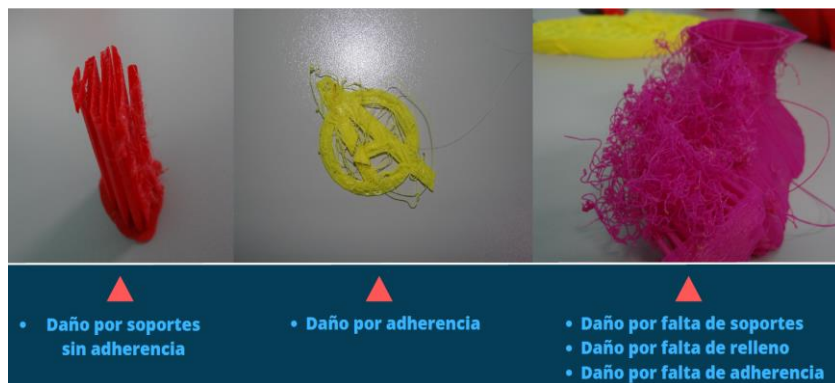 • Daño por soportes
sin adherencia
• Daño por adherencia
• Daño por falta de soportes
• Daño por falta de relleno
• Daño por falta de adherencia